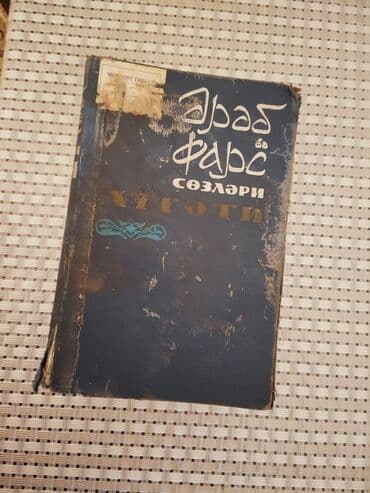 Әрәб
вә
Фарс
сөзләри
лүғәти